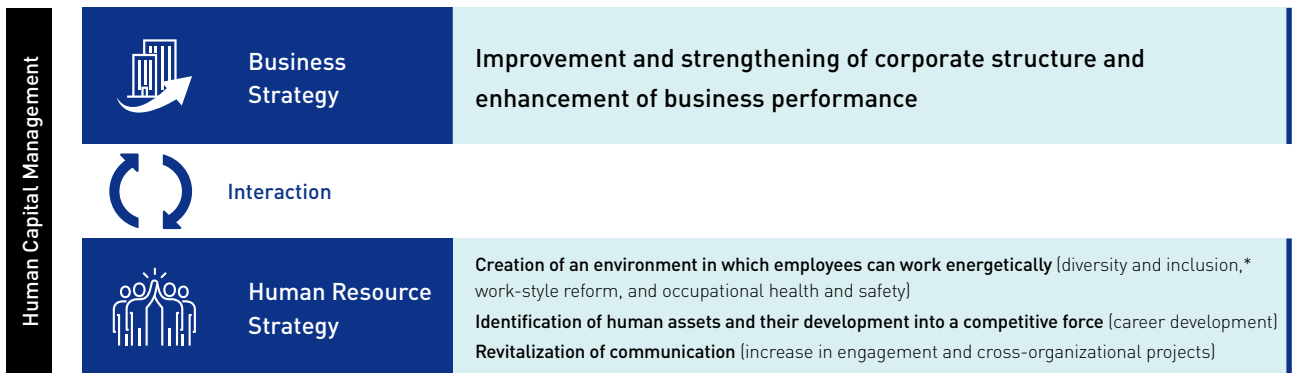 Human Capital Management
Business
Strategy
Improvement and strengthening of corporate structure and
enhancement of business performance
Interaction
Human Resource
Strategy
Creation of an environment in which employees can work energetically (diversity and inclusion,*
work-style reform, and occupational health and safety)
Identification of human assets and their development into a competitive force (career development)
Revitalization of communication (increase in engagement and cross-organizational projects)